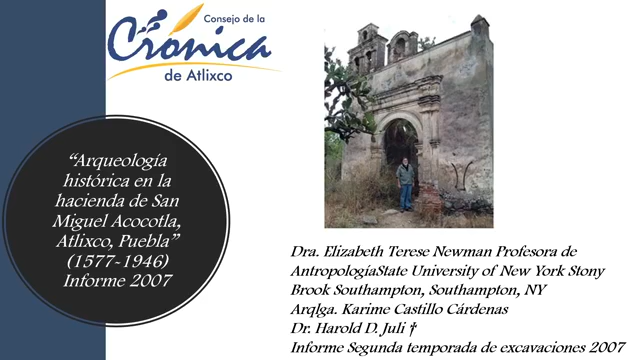 Consejo de la
Crónica
de Atlixco
“Arqueología
histórica en la
hacienda de San
Miguel Acocotla,
Atlixco, Puebla”
(1577-1946)
Informe 2007
Dra. Elizabeth Terese Newman Profesora de
AntropologíaState University of New York Stony
Brook Southampton, Southampton, NY
Arqlga. Karime Castillo Cárdenas
Dr. Harold D. Juli †
Informe Segunda temporada de excavaciones 2007